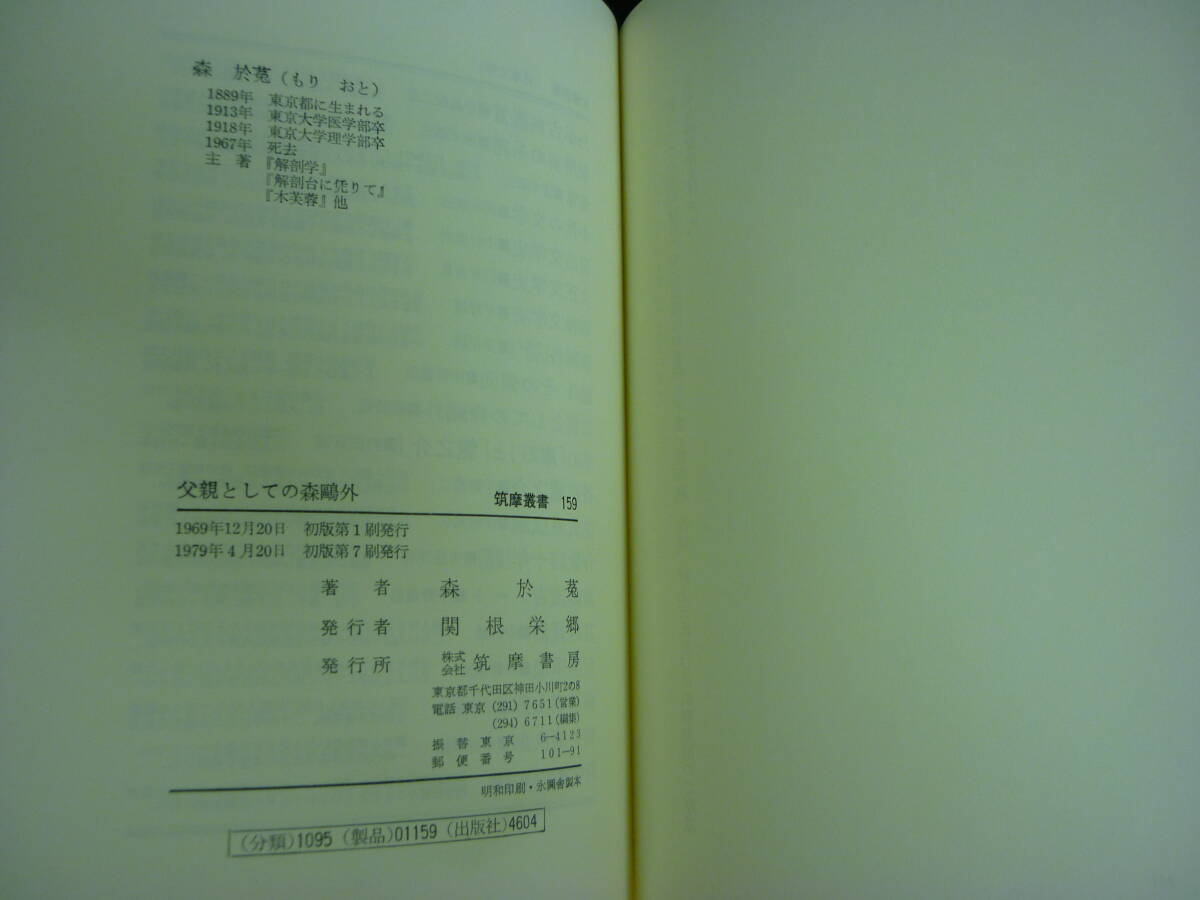 森　於菟（もり　おと）
1889年　東京都に生まれる
1913年　東京大学医学部卒
1918年　東京大学理学部卒
1967年　死去
主　著　『解剖学』
『解剖台に凭りて』
『木芙蓉』他
父親としての森鷗外　筑摩叢書 159
1969年12月20日　初版第1刷発行
1979年4月20日　初版第7刷発行
著者　森於菟
発行者　関根栄郷
発行所　株式会社 筑摩書房
東京都千代田区神田小川町2の8
電話 東京 (291) 7651 (営業)
(294) 6711 (編集)
振替東京　6-4123
郵便番号　101-91
明和印刷・永興舎製本
(分類)1095 (製品)01159 (出版社)4604